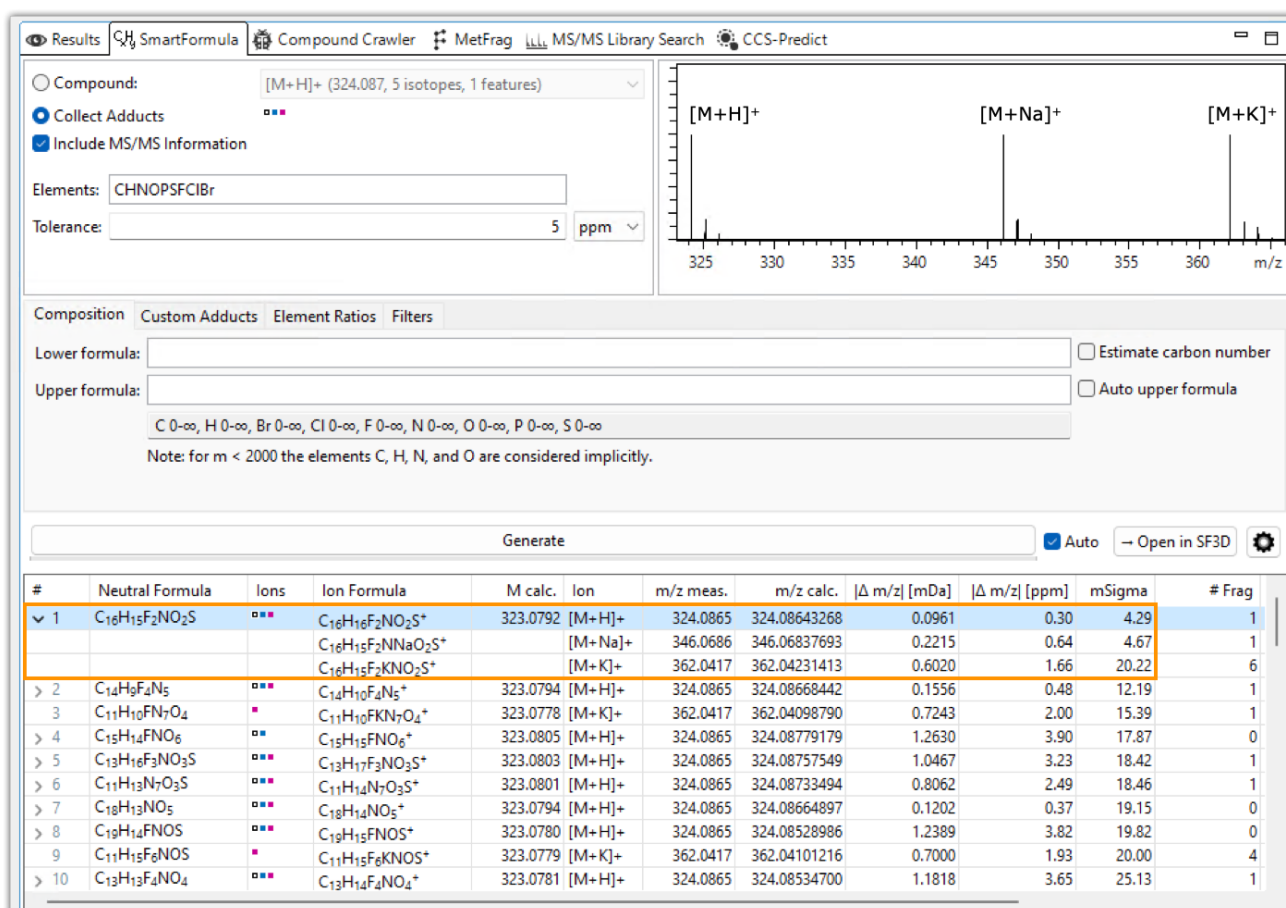 Results SmartFormula Compound Crawler MetFrag MS/MS Library Search CCS-Predict
Compound: [M+H]+ (324.087, 5 isotopes, 1 features)
Collect Adducts
Include MS/MS Information
Elements: CHNOPSFClBr
Tolerance: 5 ppm
[M+H]⁺ [M+Na]⁺ [M+K]⁺
325 330 335 340 345 350 355 360 m/z
Composition Custom Adducts Element Ratios Filters
Lower formula: Estimate carbon number
Upper formula: Auto upper formula
C 0-∞, H 0-∞, Br 0-∞, Cl 0-∞, F 0-∞, N 0-∞, O 0-∞, P 0-∞, S 0-∞
Note: for m < 2000 the elements C, H, N, and O are considered implicitly.
Generate Auto → Open in SF3D
# Neutral Formula Ions Ion Formula M calc. Ion m/z meas. m/z calc. |Δ m/z| [mDa] |Δ m/z| [ppm] mSigma # Frag
1 C₁₆H₁₅F₂NO₂S C₁₆H₁₆F₂NO₂S⁺ 323.0792 [M+H]+ 324.0865 324.08643268 0.0961 0.30 4.29 1
C₁₆H₁₅F₂NNaO₂S⁺ [M+Na]+ 346.0686 346.06837693 0.2215 0.64 4.67 1
C₁₆H₁₅F₂KNO₂S⁺ [M+K]+ 362.0417 362.04231413 0.6020 1.66 20.22 6
2 C₁₄H₉F₄N₅ C₁₄H₁₀F₄N₅⁺ 323.0794 [M+H]+ 324.0865 324.08668442 0.1556 0.48 12.19 1
3 C₁₁H₁₀FN₇O₄ C₁₁H₁₀FKN₇O₄⁺ 323.0778 [M+K]+ 362.0417 362.04098790 0.7243 2.00 15.39 1
4 C₁₅H₁₄FNO₆ C₁₅H₁₅FNO₆⁺ 323.0805 [M+H]+ 324.0865 324.08779179 1.2630 3.90 17.87 0
5 C₁₃H₁₆F₃NO₃S C₁₃H₁₇F₃NO₃S⁺ 323.0803 [M+H]+ 324.0865 324.08757549 1.0467 3.23 18.42 1
6 C₁₁H₁₃N₇O₃S C₁₁H₁₄N₇O₃S⁺ 323.0801 [M+H]+ 324.0865 324.08733494 0.8062 2.49 18.46 1
7 C₁₈H₁₃NO₅ C₁₈H₁₄NO₅⁺ 323.0794 [M+H]+ 324.0865 324.08664897 0.1202 0.37 19.15 0
8 C₁₉H₁₄FNOS C₁₉H₁₅FNOS⁺ 323.0780 [M+H]+ 324.0865 324.08528986 1.2389 3.82 19.82 0
9 C₁₁H₁₅F₆NOS C₁₁H₁₅F₆KNOS⁺ 323.0779 [M+K]+ 362.0417 362.04101216 0.7000 1.93 20.00 4
10 C₁₃H₁₃F₄NO₄ C₁₃H₁₄F₄NO₄⁺ 323.0781 [M+H]+ 324.0865 324.08534700 1.1818 3.65 25.13 1